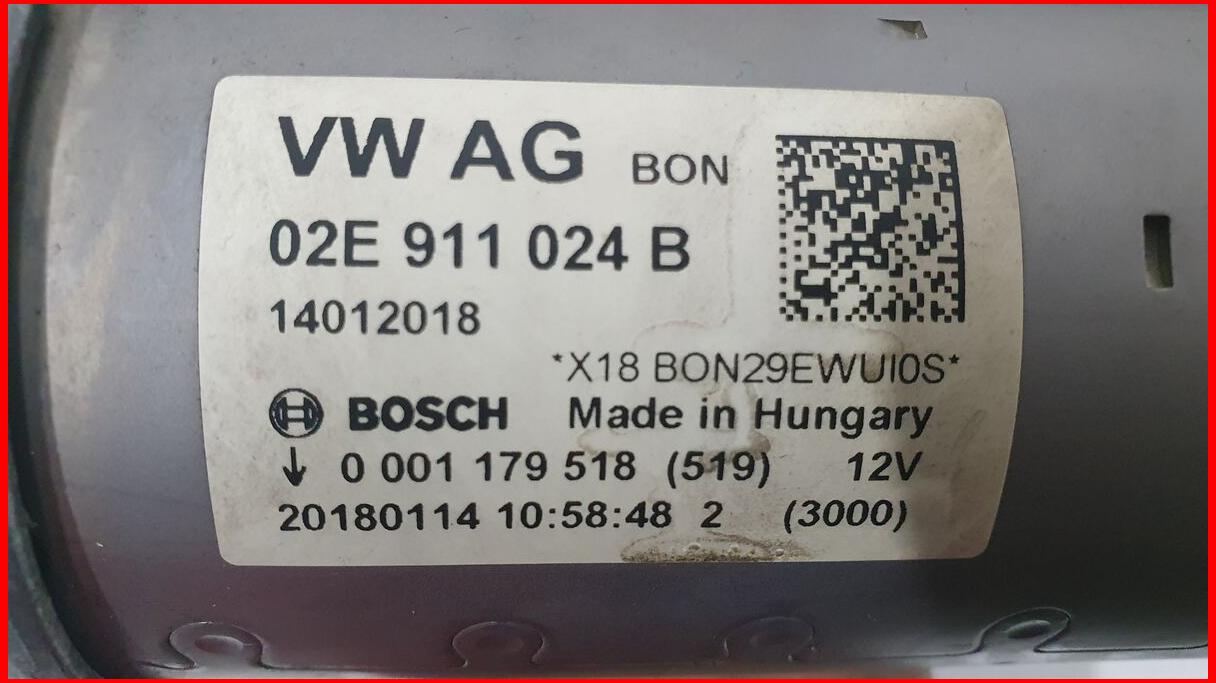 VW AG BON
02E 911 024 B
14012018
*X18 BON29EWUI0S*
BOSCH Made in Hungary
↓ 0 001 179 518 (519) 12V
20180114 10:58:48 2 (3000)